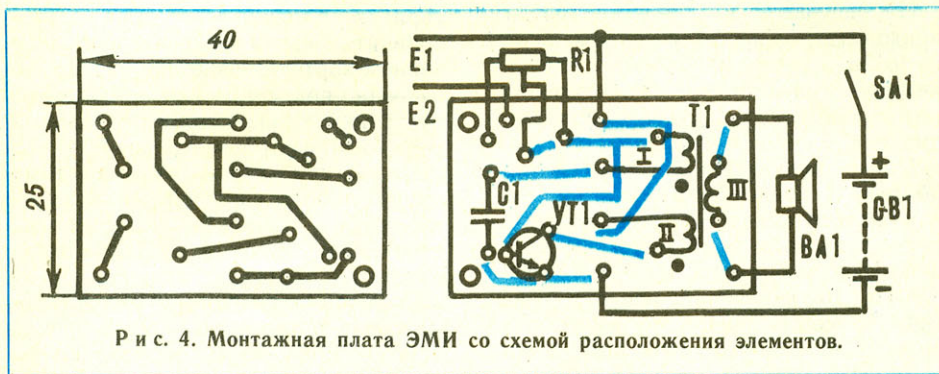 40
25
E1
E2
R1
C1
VT1
T1
I
II
III
BA1
SA1
+
GB1
-
Рис. 4. Монтажная плата ЭМИ со схемой расположения элементов.